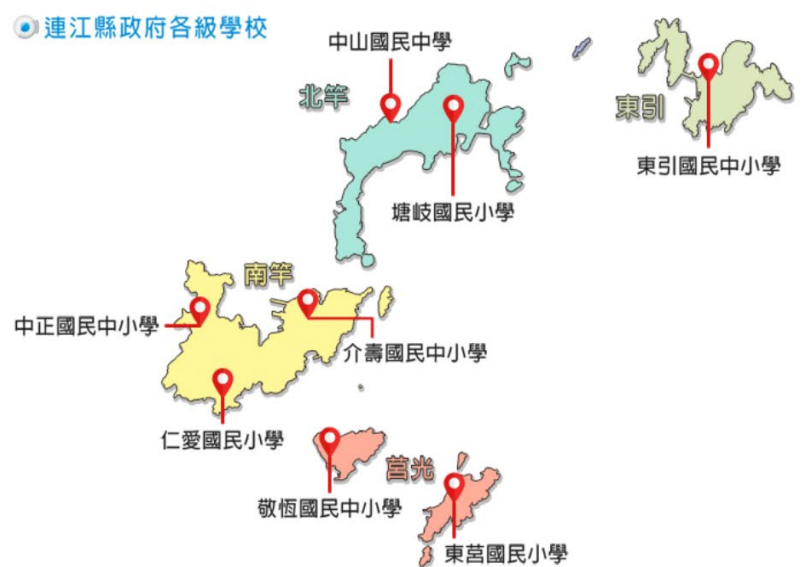 連江縣政府各級學校
中山國民中學
北竿
東引
東引國民中小學
塘岐國民小學
南竿
中正國民中小學
介壽國民中小學
仁愛國民小學
莒光
敬恆國民中小學
東莒國民小學